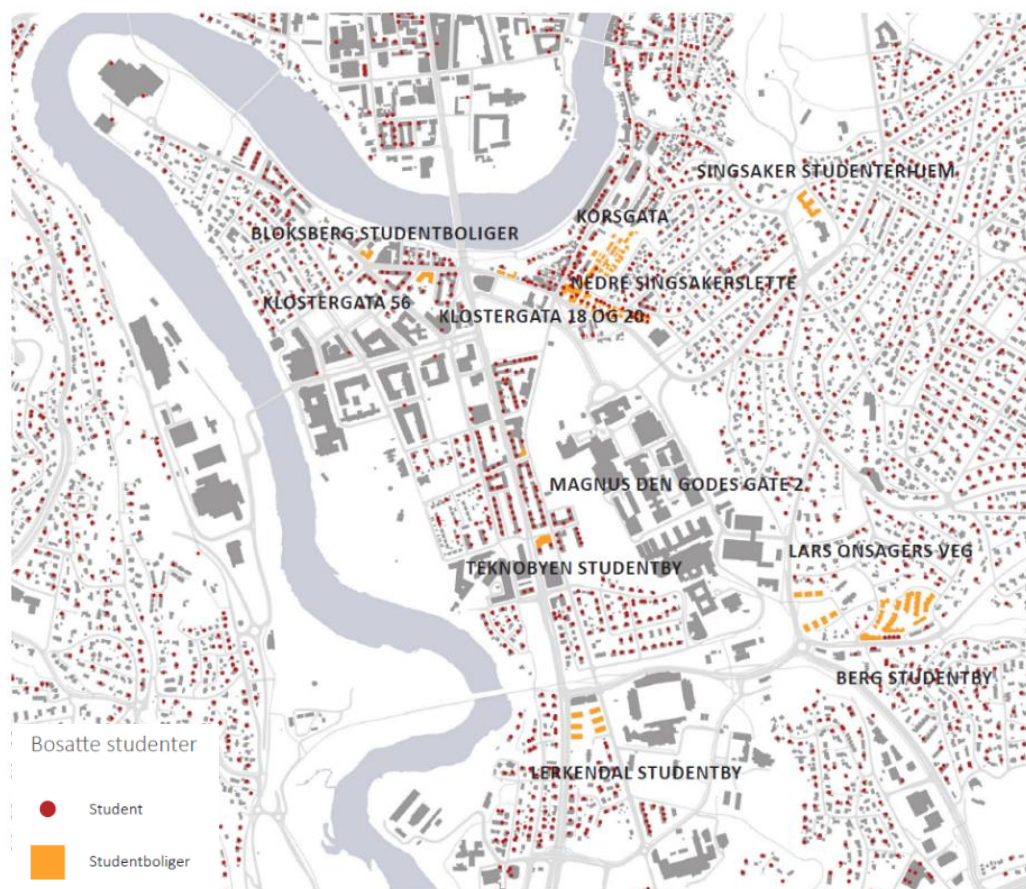 SINGSAKER STUDENTERHJEM
KORSGATA
BLOKSBERG STUDENTBOLIGER
NEDRE SINGSAKERSLETTE
KLOSTERGATA 56
KLOSTERGATA 18 OG 20
MAGNUS DEN GODES GATE 2
LARS ONSAGERS VEG
TEKNOBYEN STUDENTBY
BERG STUDENTBY
LERKENDAL STUDENTBY
Bosatte studenter
Student
Studentboliger